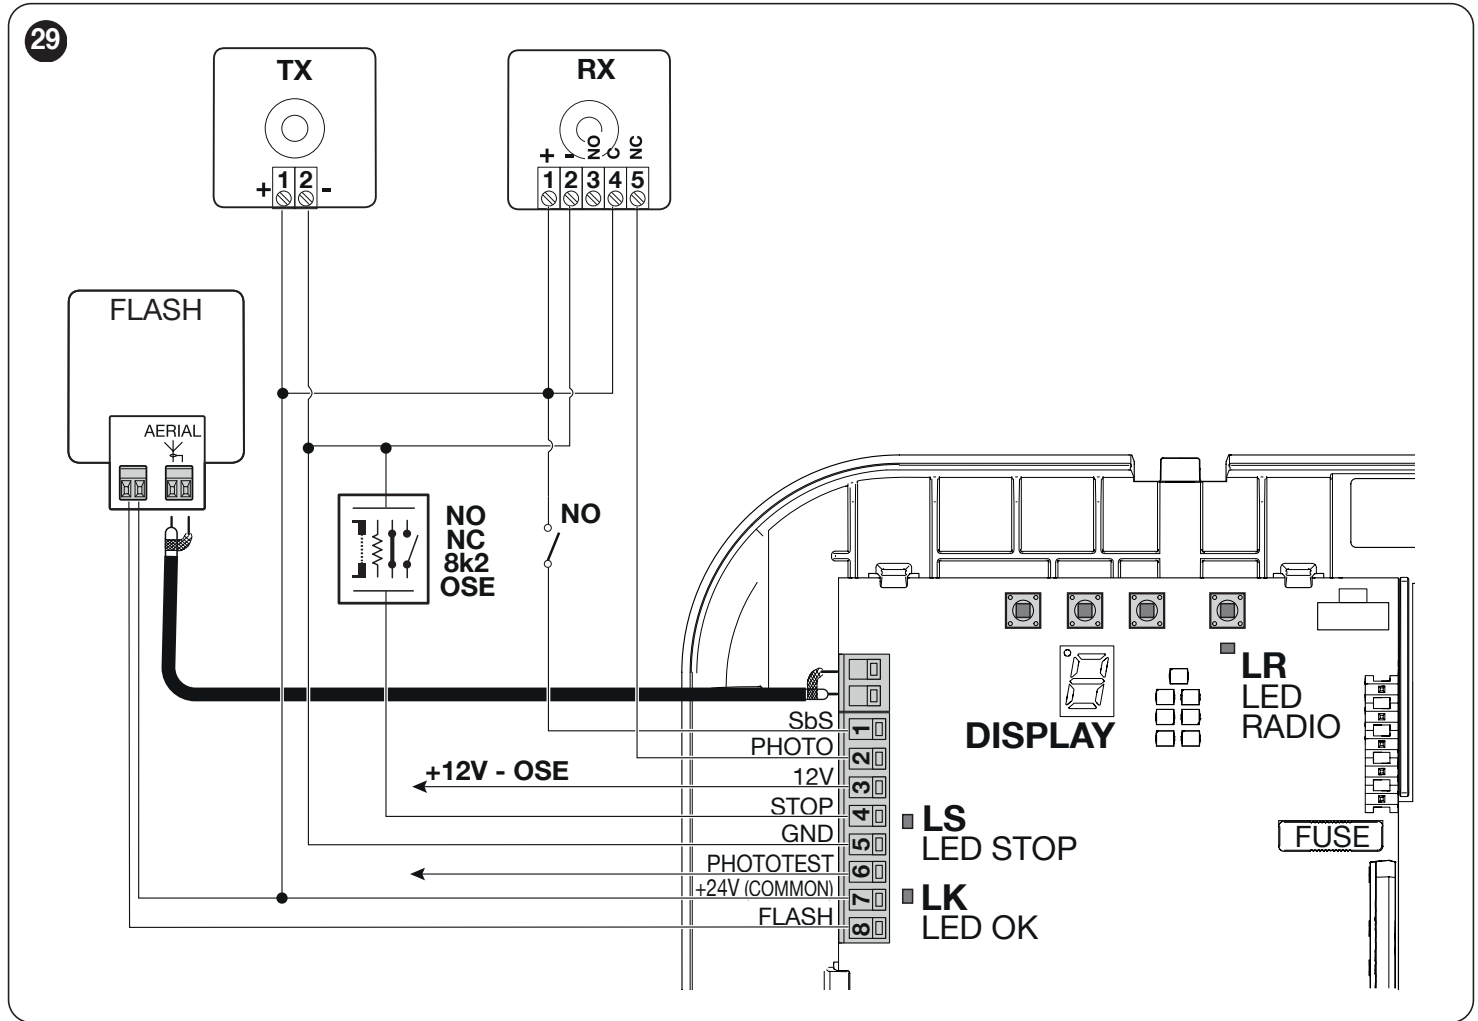 29
TX
+ 1 2 -
RX
+ - NO C NC
1 2 3 4 5
FLASH
AERIAL
NO
NC
8k2
OSE
NO
SbS 1
PHOTO 2
+12V - OSE
12V 3
STOP 4
GND 5
PHOTOTEST 6
+24V (COMMON) 7
FLASH 8
DISPLAY
LR
LED
RADIO
LS
LED STOP
LK
LED OK
FUSE